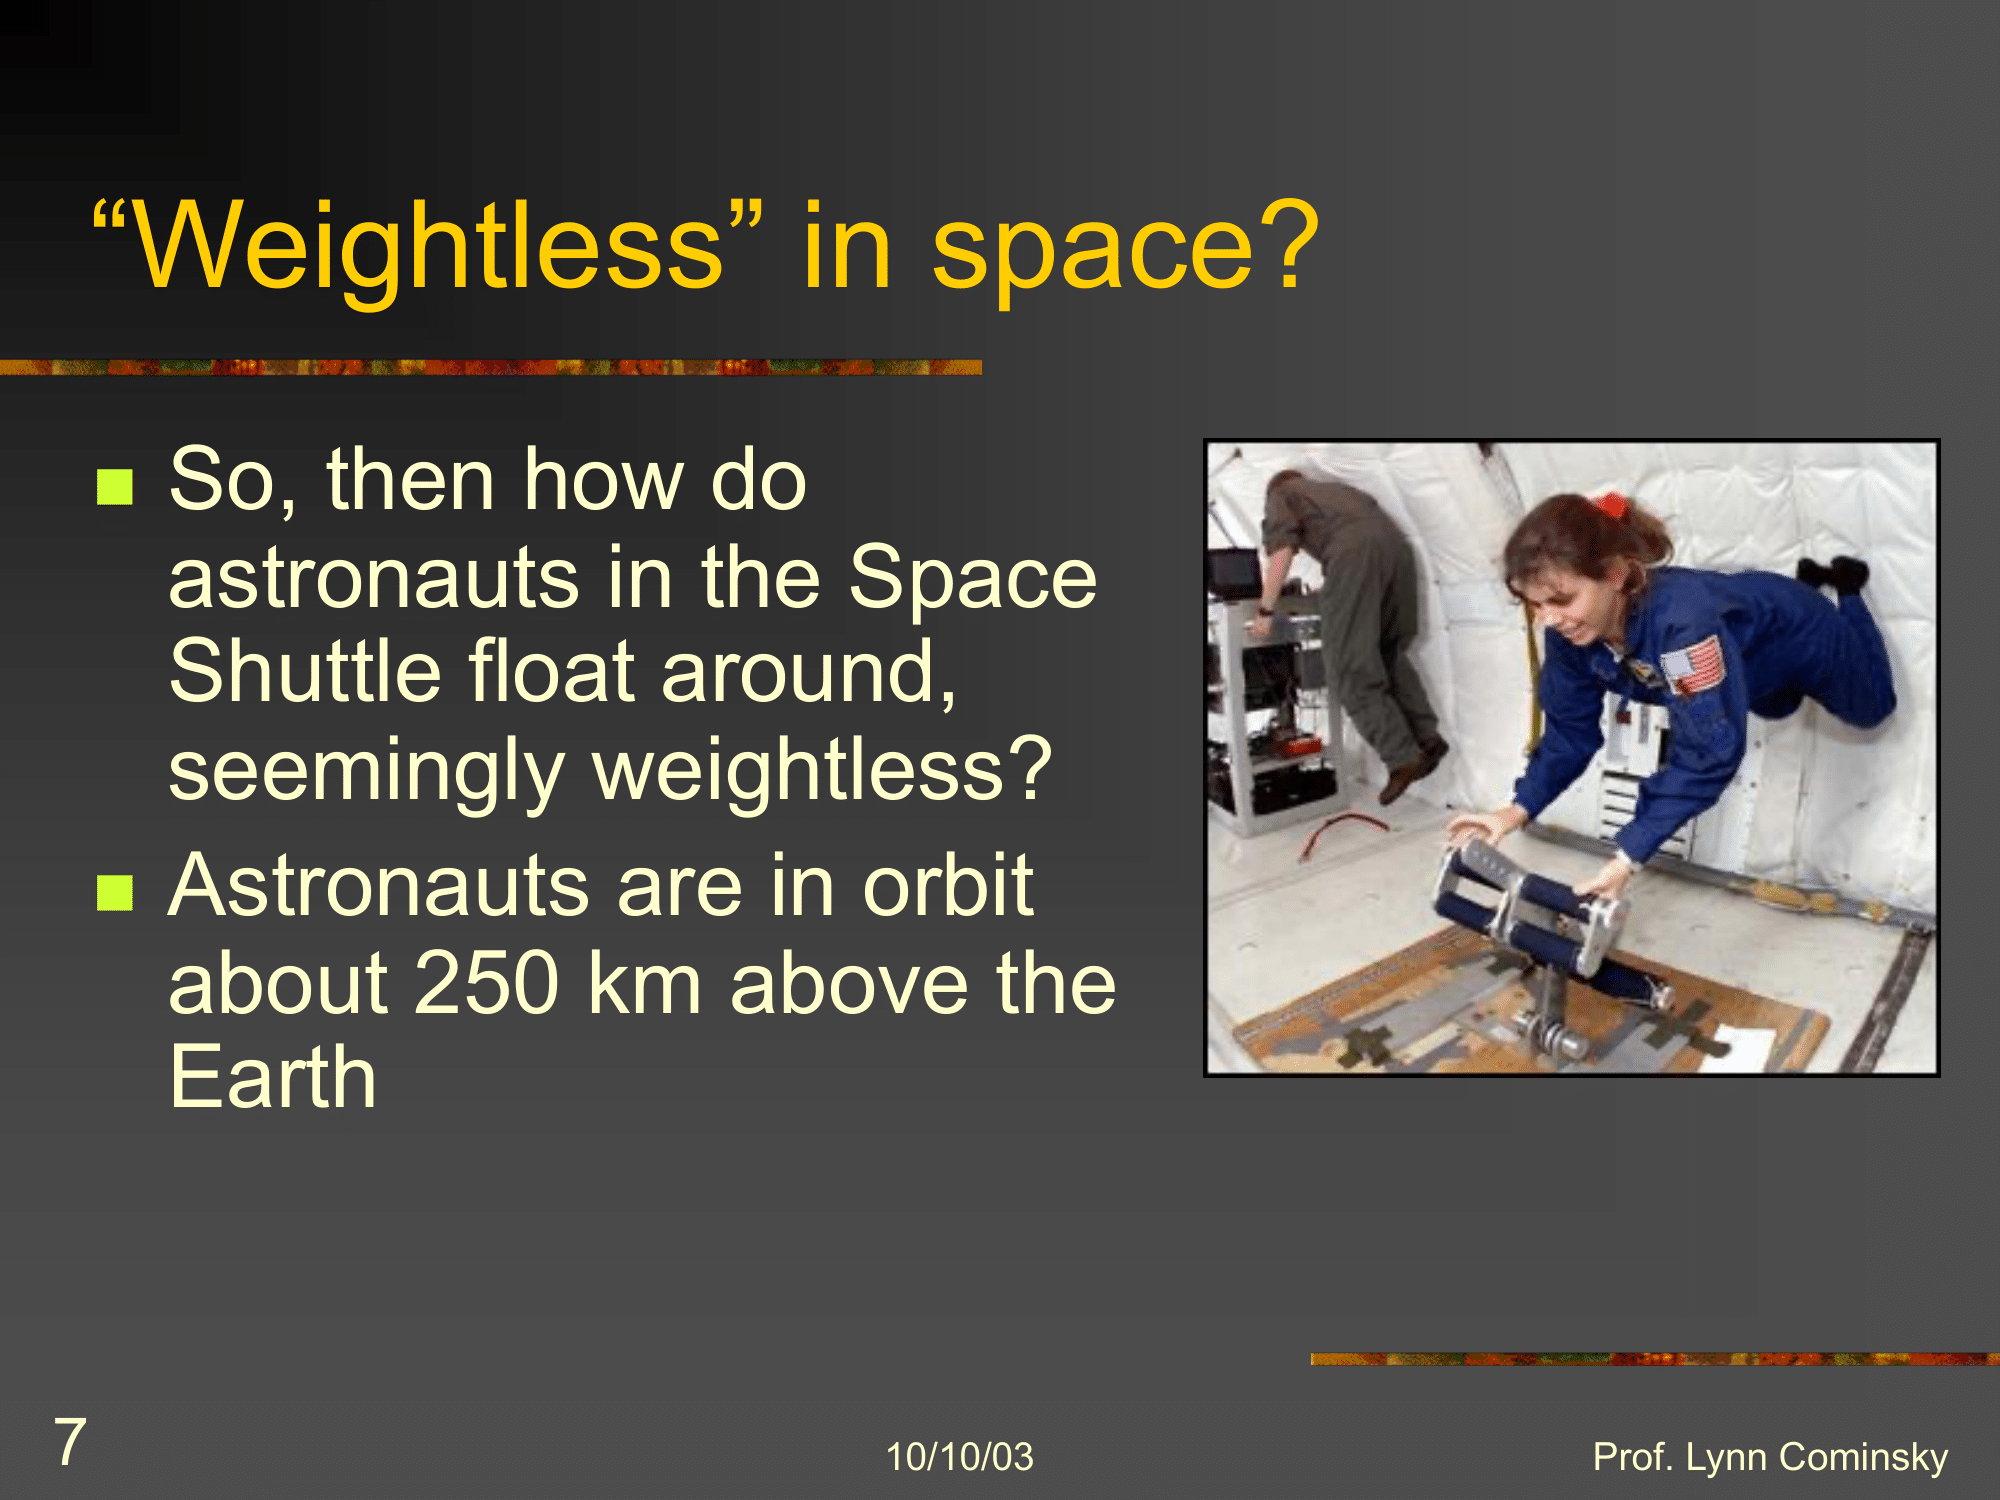 “Weightless” in space?
So, then how do
astronauts in the Space
Shuttle float around,
seemingly weightless?
Astronauts are in orbit
about 250 km above the
Earth
7
10/10/03
Prof. Lynn Cominsky